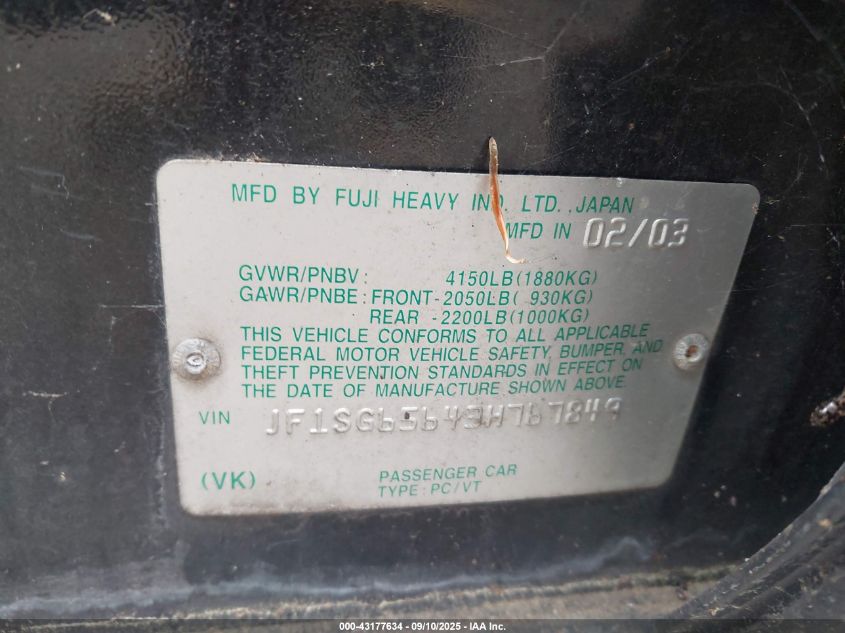 MFD BY FUJI HEAVY IND. LTD. JAPAN
MFD IN 02/03
GVWR/PNBV: 4150LB(1880KG)
GAWR/PNBE: FRONT-2050LB( 930KG)
REAR -2200LB(1000KG)
THIS VEHICLE CONFORMS TO ALL APPLICABLE
FEDERAL MOTOR VEHICLE SAFETY, BUMPER, AND
THEFT PREVENTION STANDARDS IN EFFECT ON
THE DATE OF MANUFACTURE SHOWN ABOVE.
VIN JF1SG65643H767849
(VK) PASSENGER CAR
TYPE: PC/VT
000-43177634 - 09/10/2025 - IAA Inc.